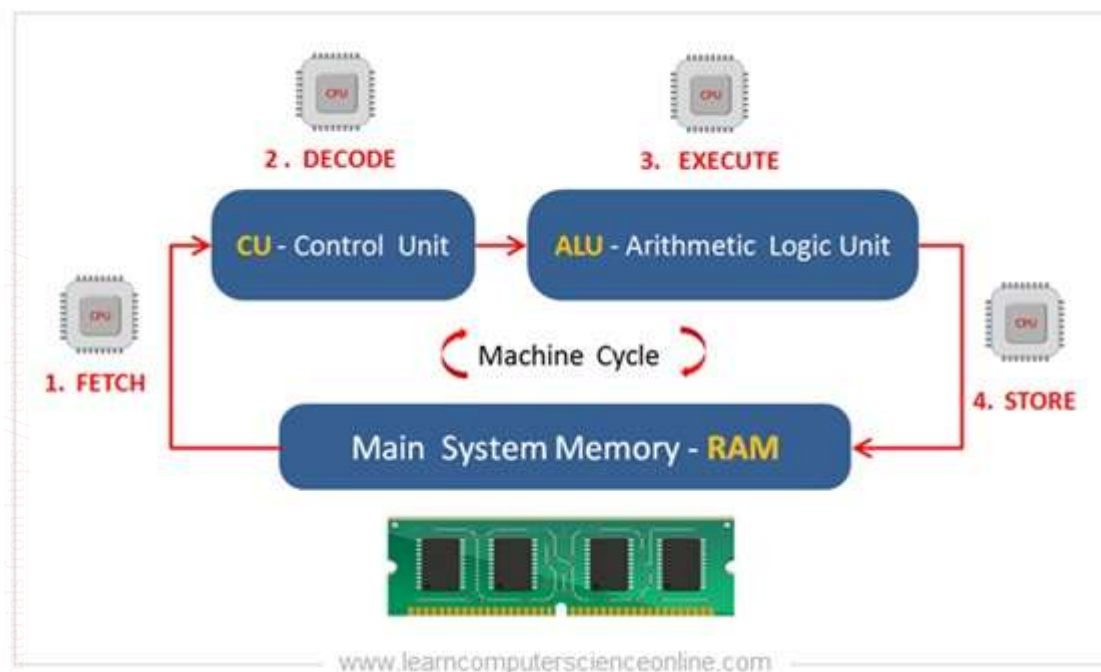 CPU
CPU
2 . DECODE
3. EXECUTE
CU - Control Unit
ALU - Arithmetic Logic Unit
CPU
CPU
1. FETCH
Machine Cycle
4. STORE
Main System Memory - RAM
www.learncomputerscienceonline.com